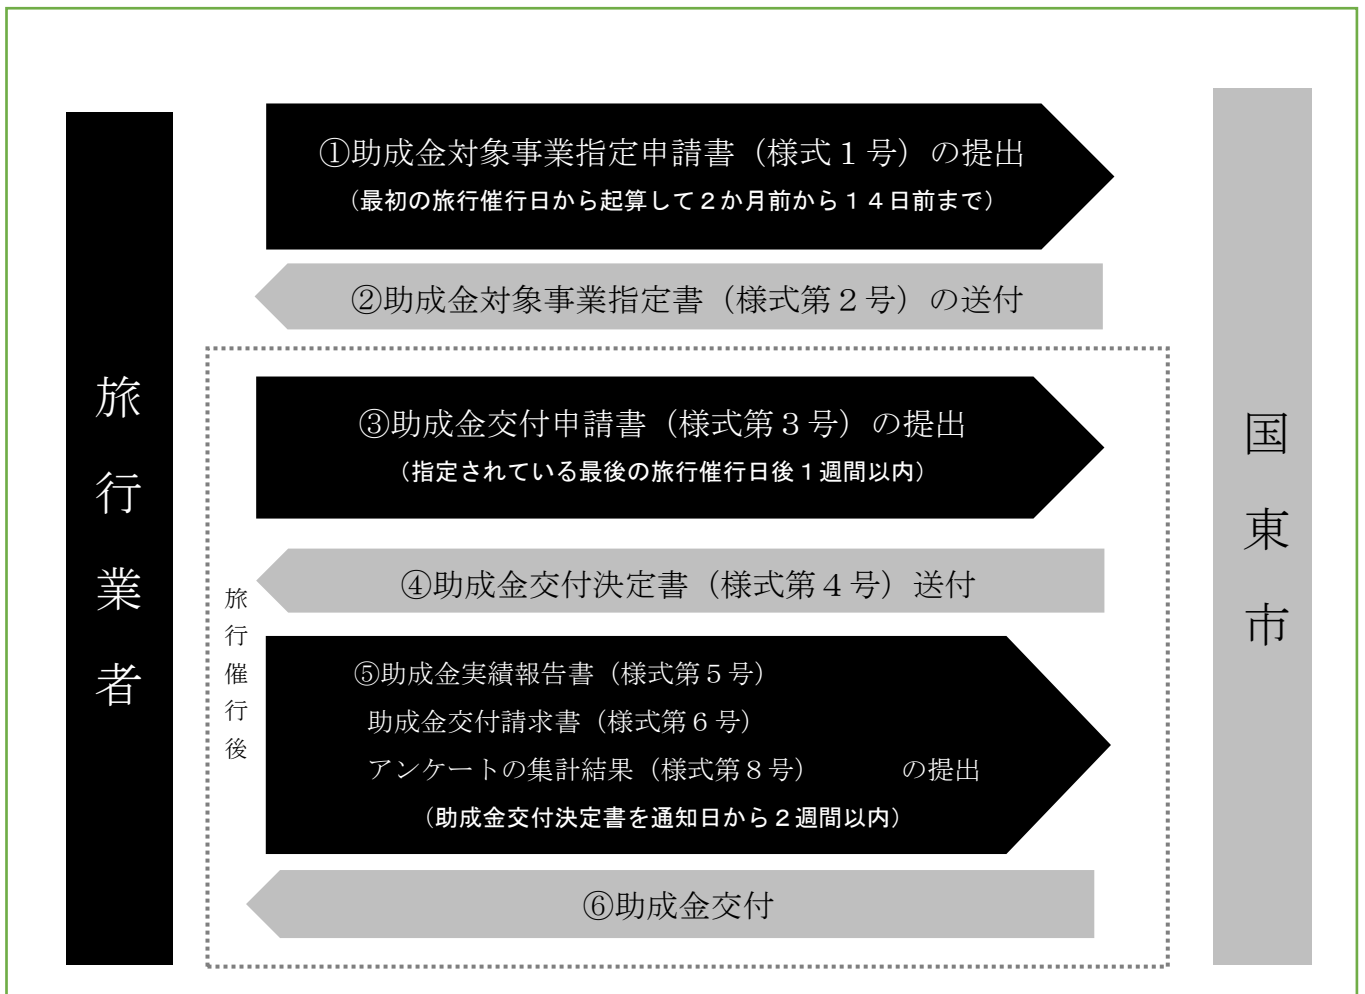 旅行業者
①助成金対象事業指定申請書（様式１号）の提出
（最初の旅行催行日から起算して２か月前から１４日前まで）
②助成金対象事業指定書（様式第２号）の送付
旅行催行後
③助成金交付申請書（様式第３号）の提出
（指定されている最後の旅行催行日後１週間以内）
④助成金交付決定書（様式第４号）送付
⑤助成金実績報告書（様式第５号）
助成金交付請求書（様式第６号）
アンケートの集計結果（様式第８号）　の提出
（助成金交付決定書を通知日から２週間以内）
⑥助成金交付
国東市